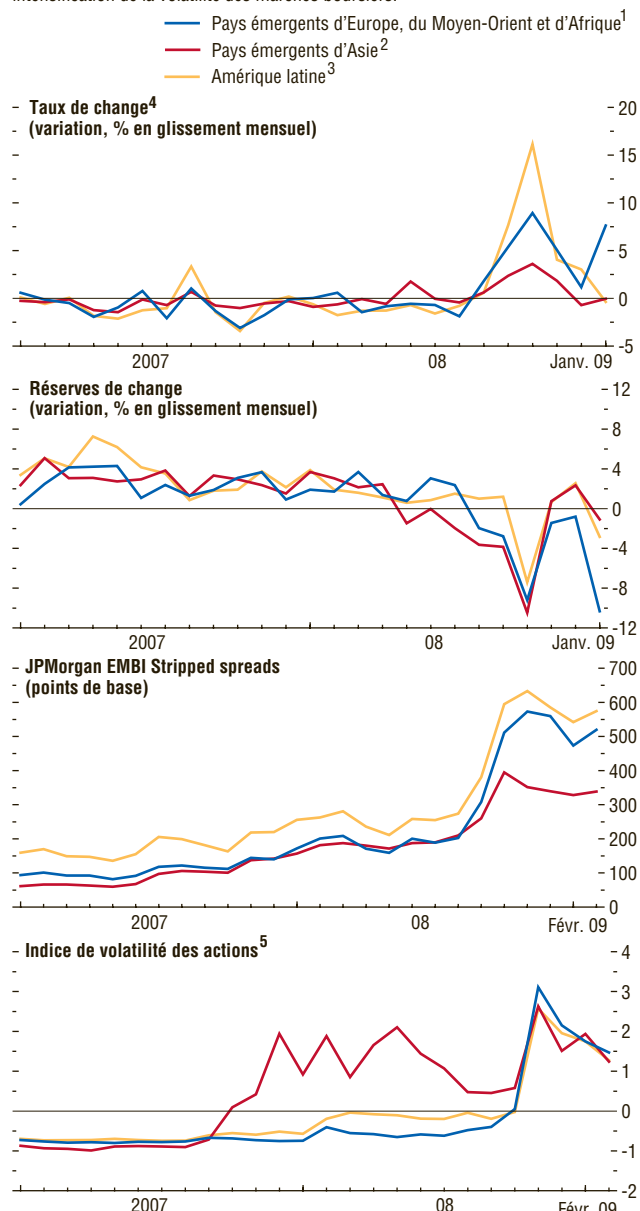 Pays émergents d’Europe, du Moyen-Orient et d’Afrique1
Pays émergents d’Asie2
Amérique latine3
Taux de change4
(variation, % en glissement mensuel)
20
15
10
5
0
-5
2007 08 Janv. 09
Réserves de change
(variation, % en glissement mensuel)
12
8
4
0
-4
-8
-12
2007 08 Janv. 09
JPMorgan EMBI Stripped spreads
(points de base)
700
600
500
400
300
200
100
0
2007 08 Févr. 09
Indice de volatilité des actions5
4
3
2
1
0
-1
-2
2007 08 Févr. 09